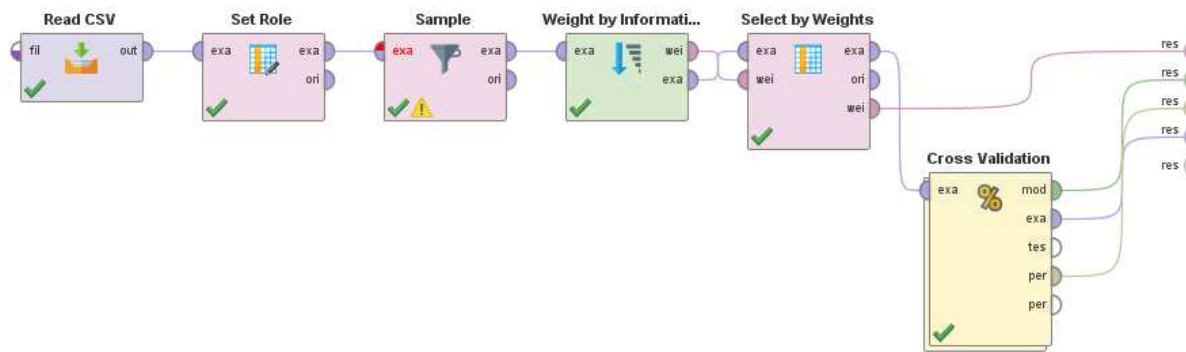 Read CSV
fil
out
Set Role
exa
exa
ori
Sample
exa
exa
ori
Weight by Informati...
exa
wei
exa
Select by Weights
exa
wei
exa
ori
wei
Cross Validation
exa
mod
exa
tes
per
per
res
res
res
res
res